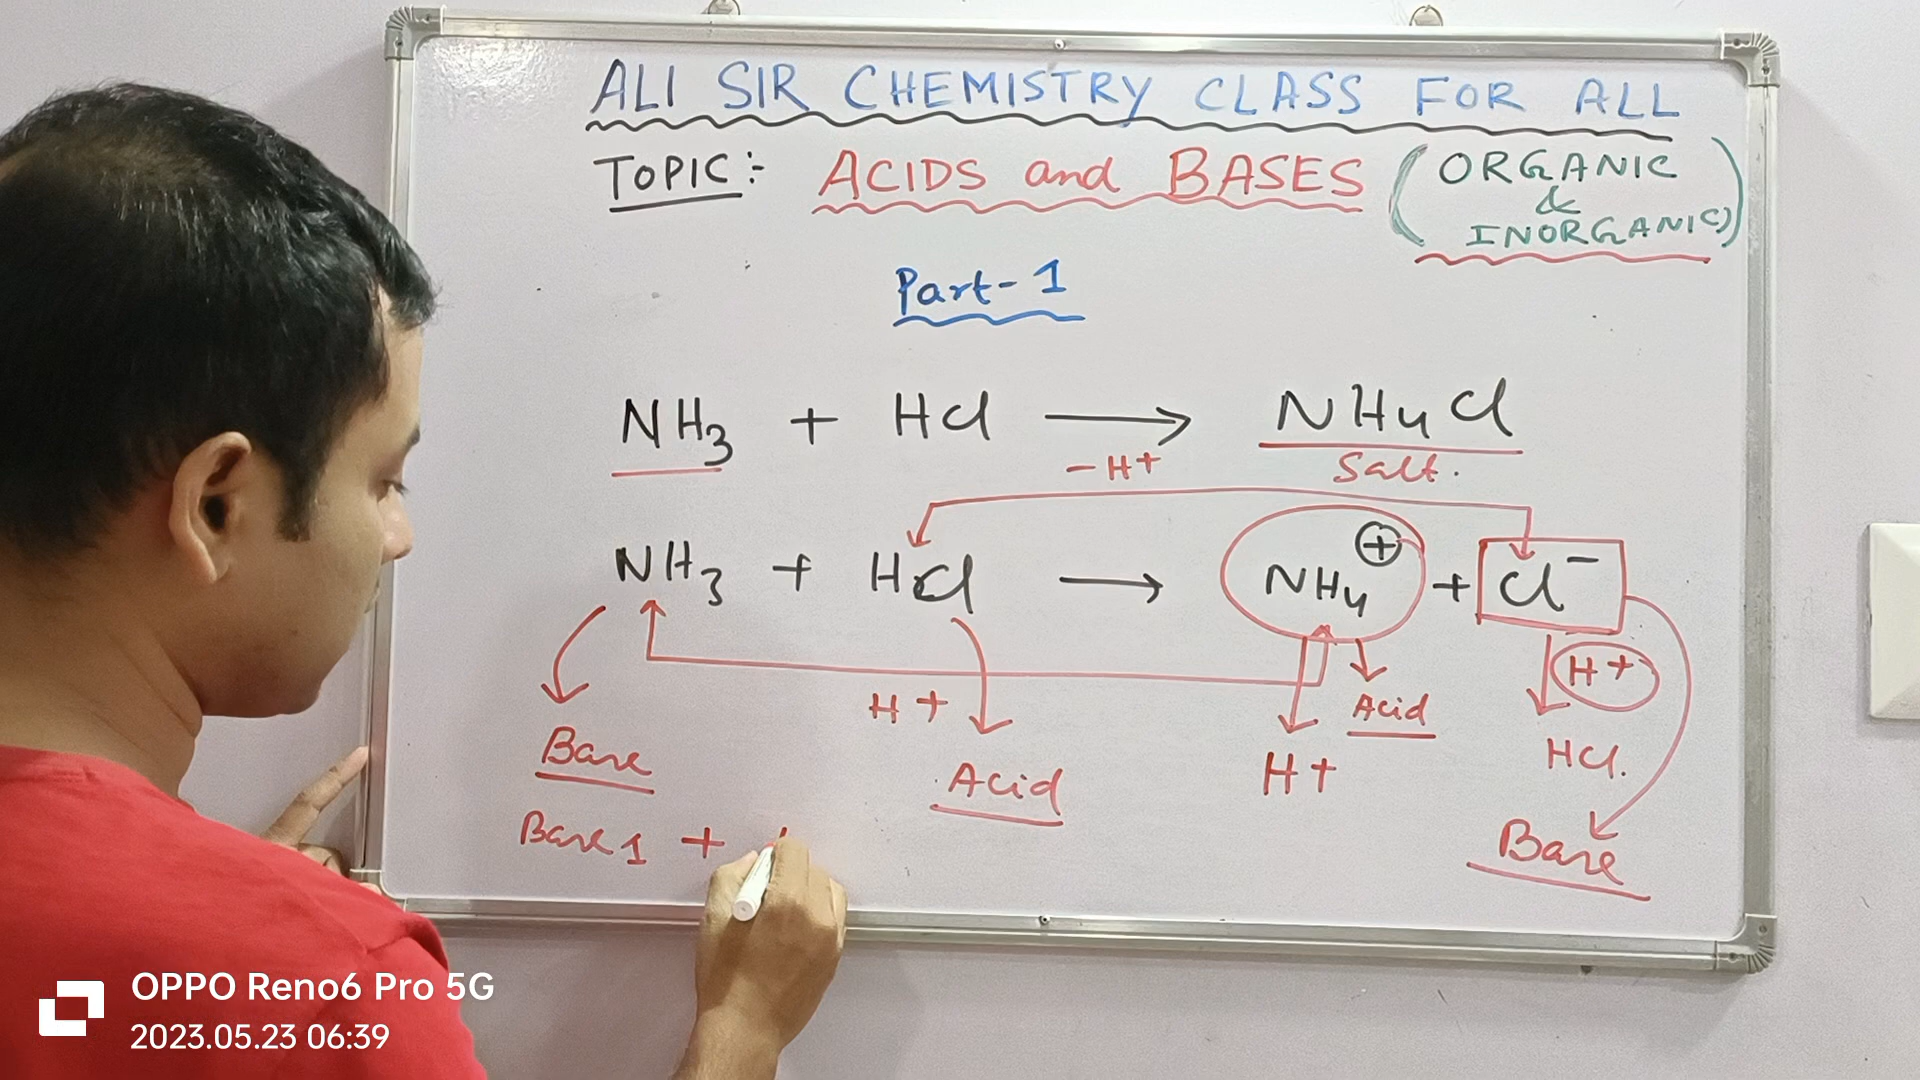 ALI SIR CHEMISTRY CLASS FOR ALL
TOPIC:- ACIDS and BASES (ORGANIC
&
INORGANIC)
Part-1
NH3 + HCl ⟶ NH4Cl
-H+ Salt.
NH3 + HCl ⟶ NH4⊕ + Cl⁻
H+
H+ Acid
Base Acid H+ HCl.
Base 1 + Base
OPPO Reno6 Pro 5G
2023.05.23 06:39